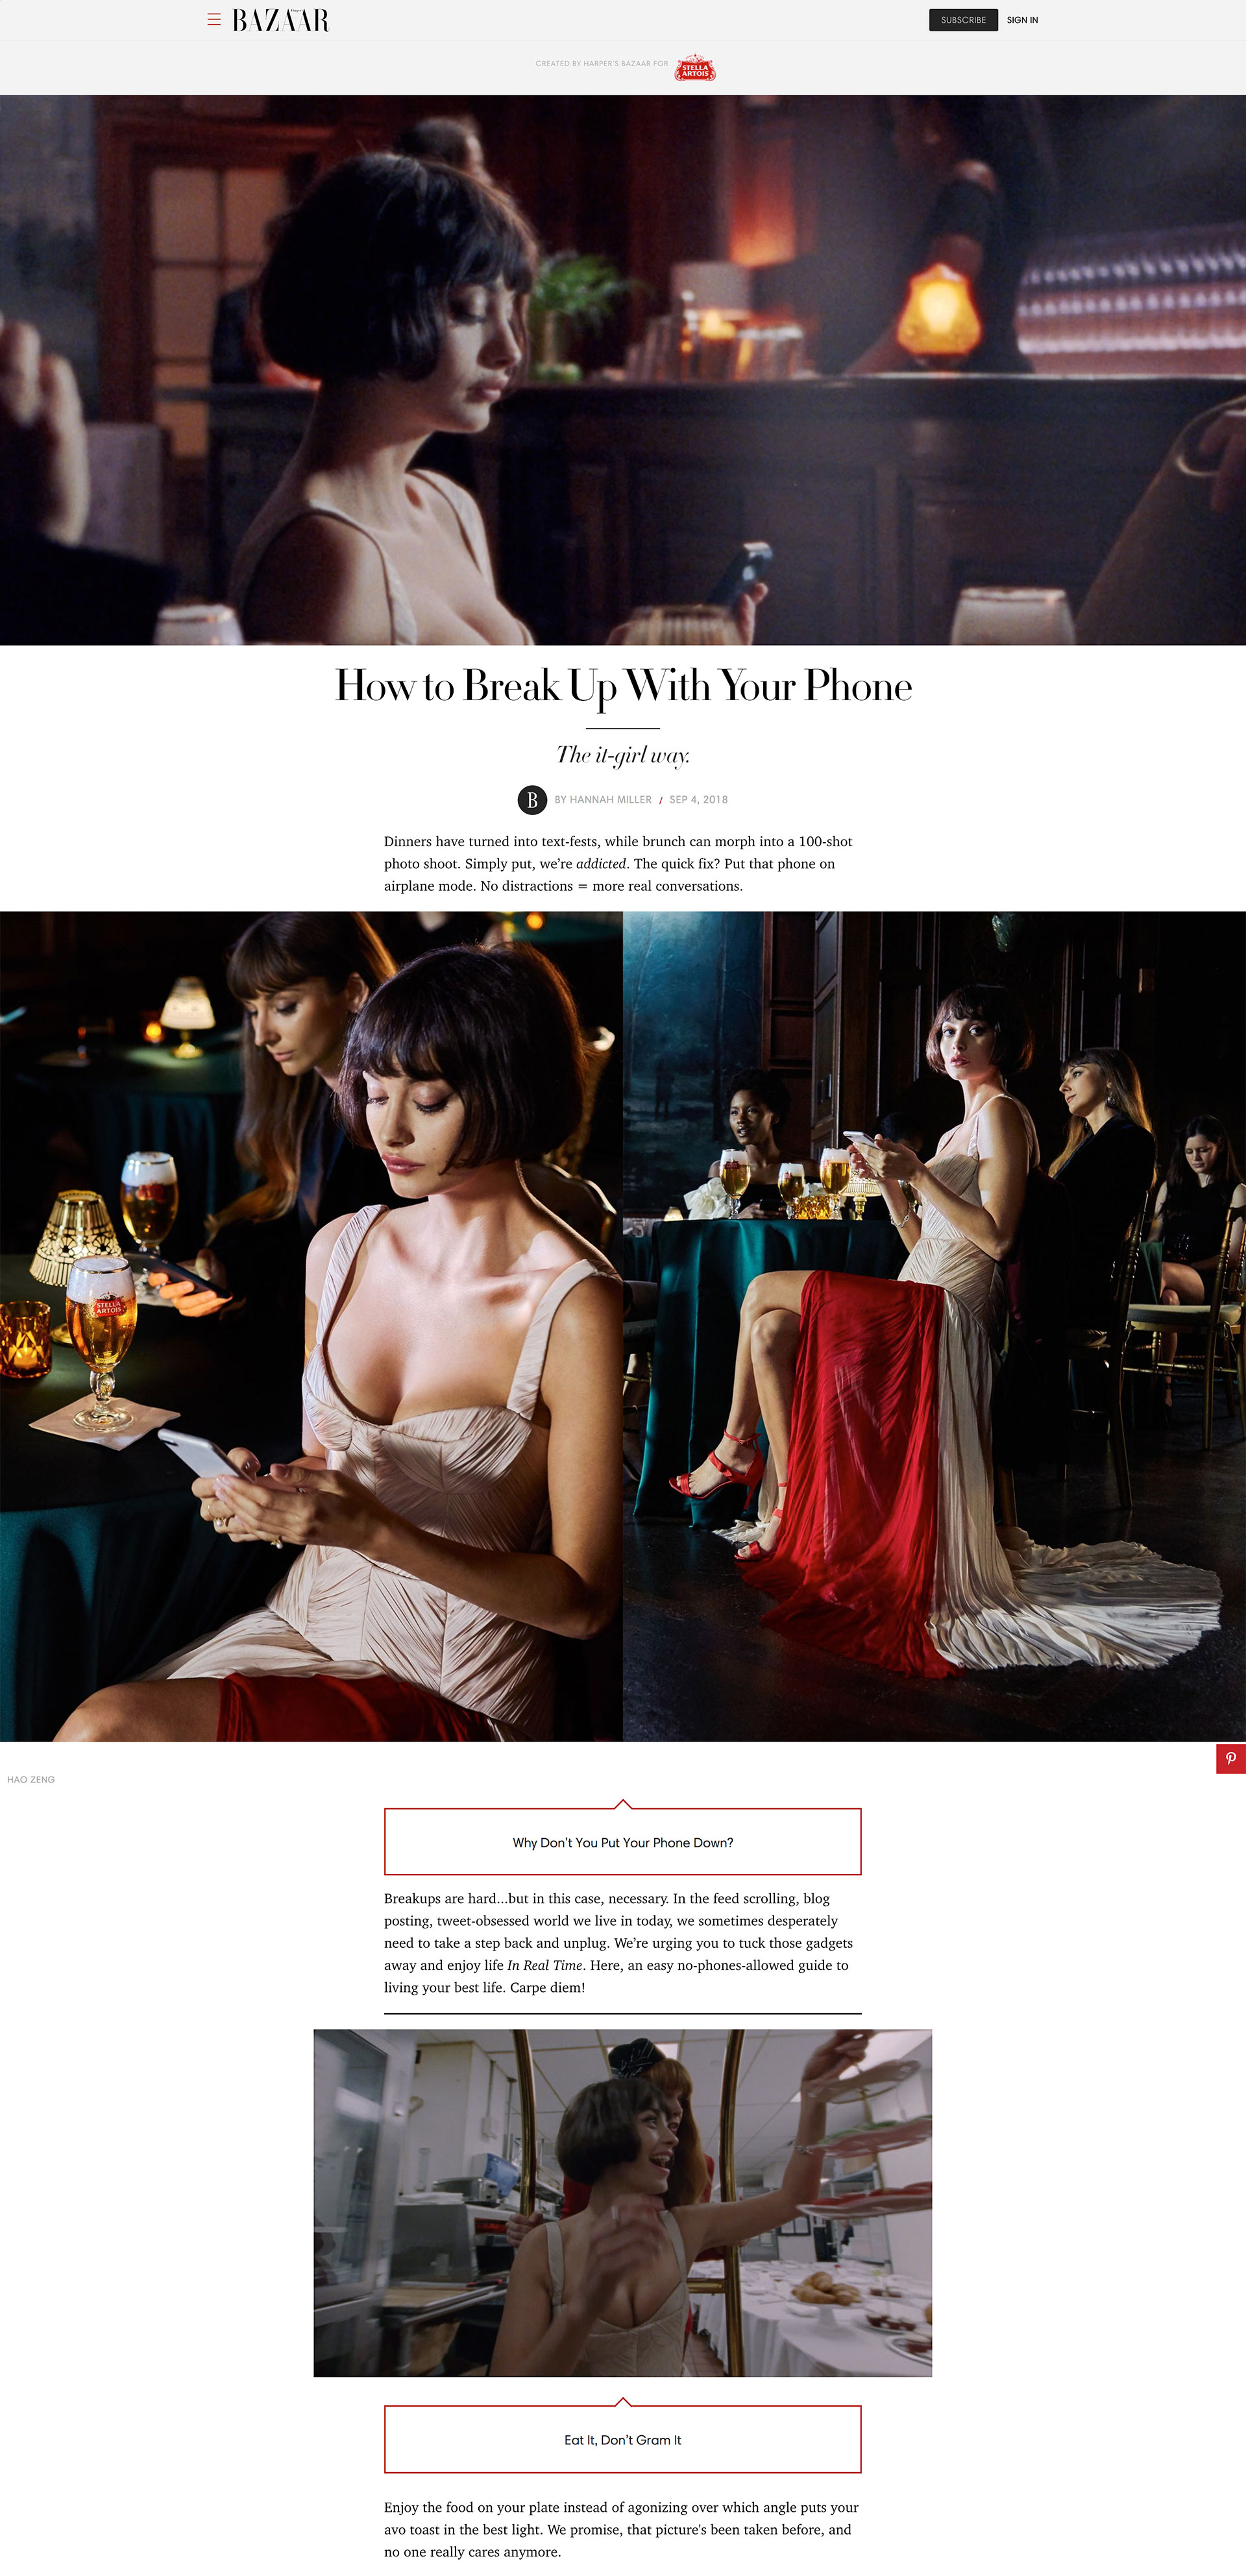 BAZAAR
SUBSCRIBE
SIGN IN
CREATED BY HARPER'S BAZAAR FOR
STELLA
ARTOIS
How to Break Up With Your Phone
The it-girl way.
B
BY HANNAH MILLER / SEP 4, 2018
Dinners have turned into text-fests, while brunch can morph into a 100-shot
photo shoot. Simply put, we’re addicted. The quick fix? Put that phone on
airplane mode. No distractions = more real conversations.
STELLA
ARTOIS
HAO ZENG
Why Don’t You Put Your Phone Down?
Breakups are hard...but in this case, necessary. In the feed scrolling, blog
posting, tweet-obsessed world we live in today, we sometimes desperately
need to take a step back and unplug. We’re urging you to tuck those gadgets
away and enjoy life In Real Time. Here, an easy no-phones-allowed guide to
living your best life. Carpe diem!
Eat It, Don’t Gram It
Enjoy the food on your plate instead of agonizing over which angle puts your
avo toast in the best light. We promise, that picture's been taken before, and
no one really cares anymore.